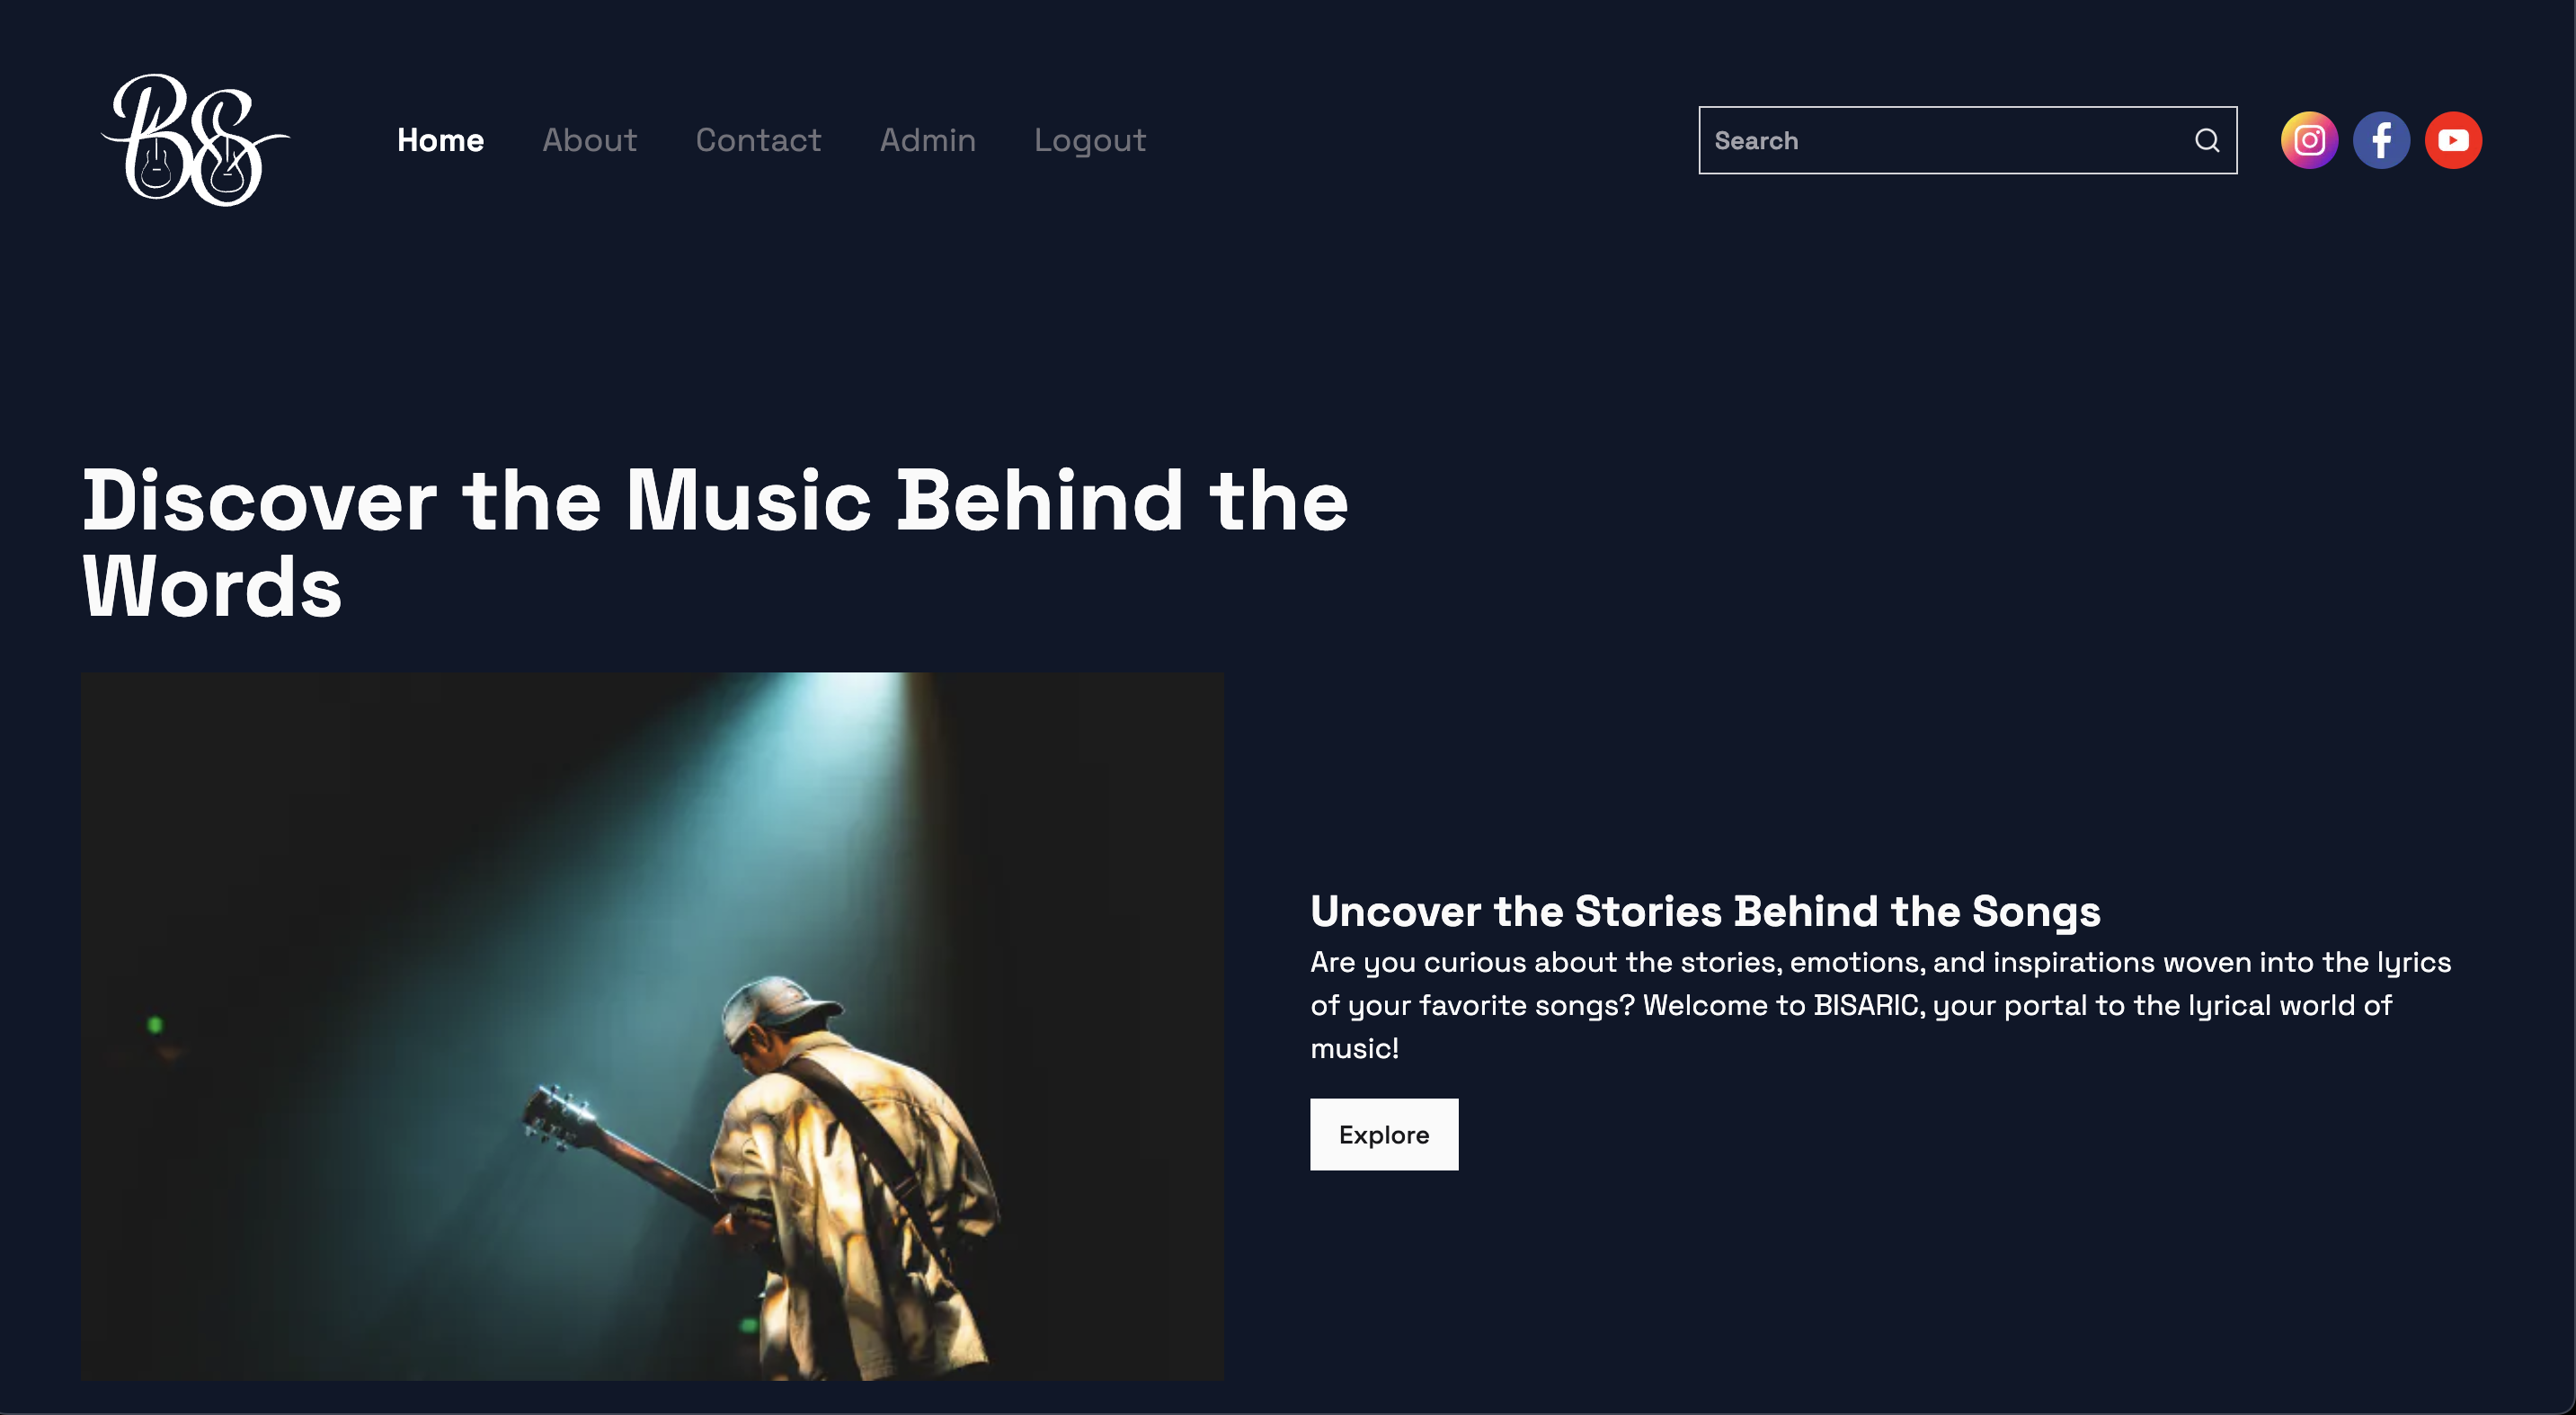 BS
Home About Contact Admin Logout
Search
Discover the Music Behind the
Words
Uncover the Stories Behind the Songs
Are you curious about the stories, emotions, and inspirations woven into the lyrics
of your favorite songs? Welcome to BISARIC, your portal to the lyrical world of
music!
Explore